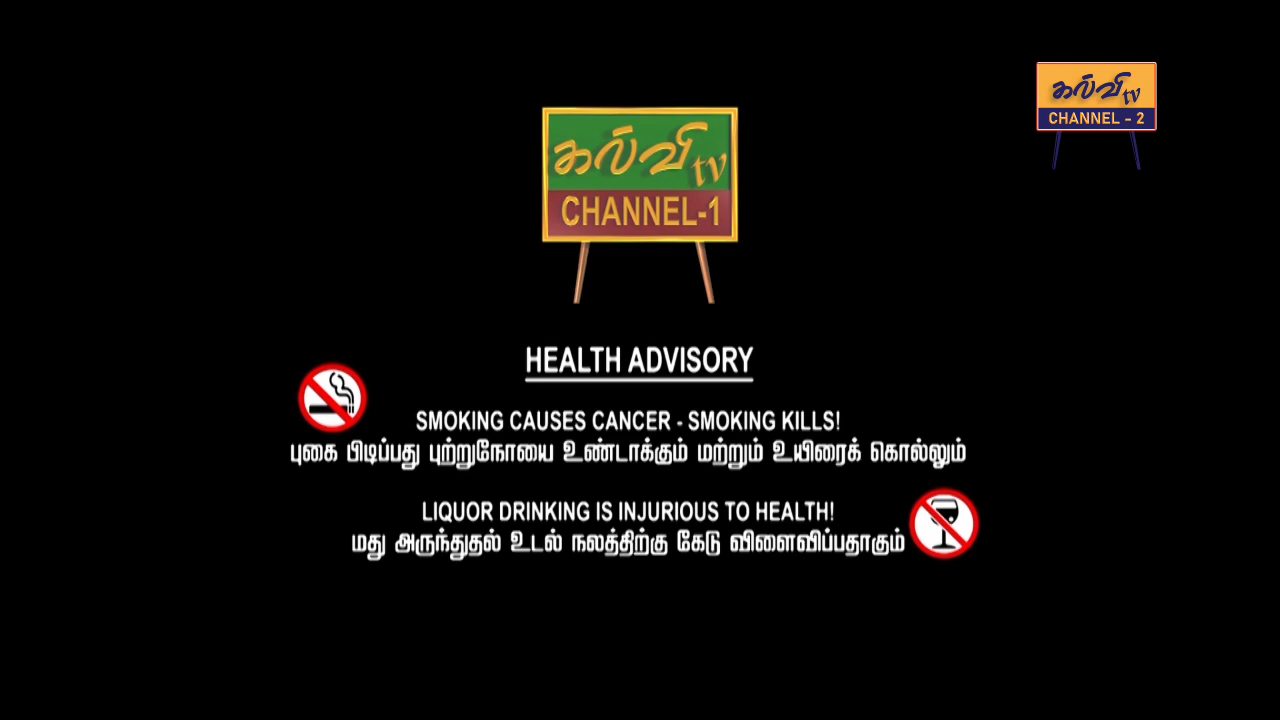 கல்வி tv
CHANNEL - 2
கல்வி tv
CHANNEL-1
HEALTH ADVISORY
SMOKING CAUSES CANCER - SMOKING KILLS!
புகை பிடிப்பது புற்றுநோயை உண்டாக்கும் மற்றும் உயிரைக் கொல்லும்
LIQUOR DRINKING IS INJURIOUS TO HEALTH!
மது அருந்துதல் உடல் நலத்திற்கு கேடு விளைவிப்பதாகும்